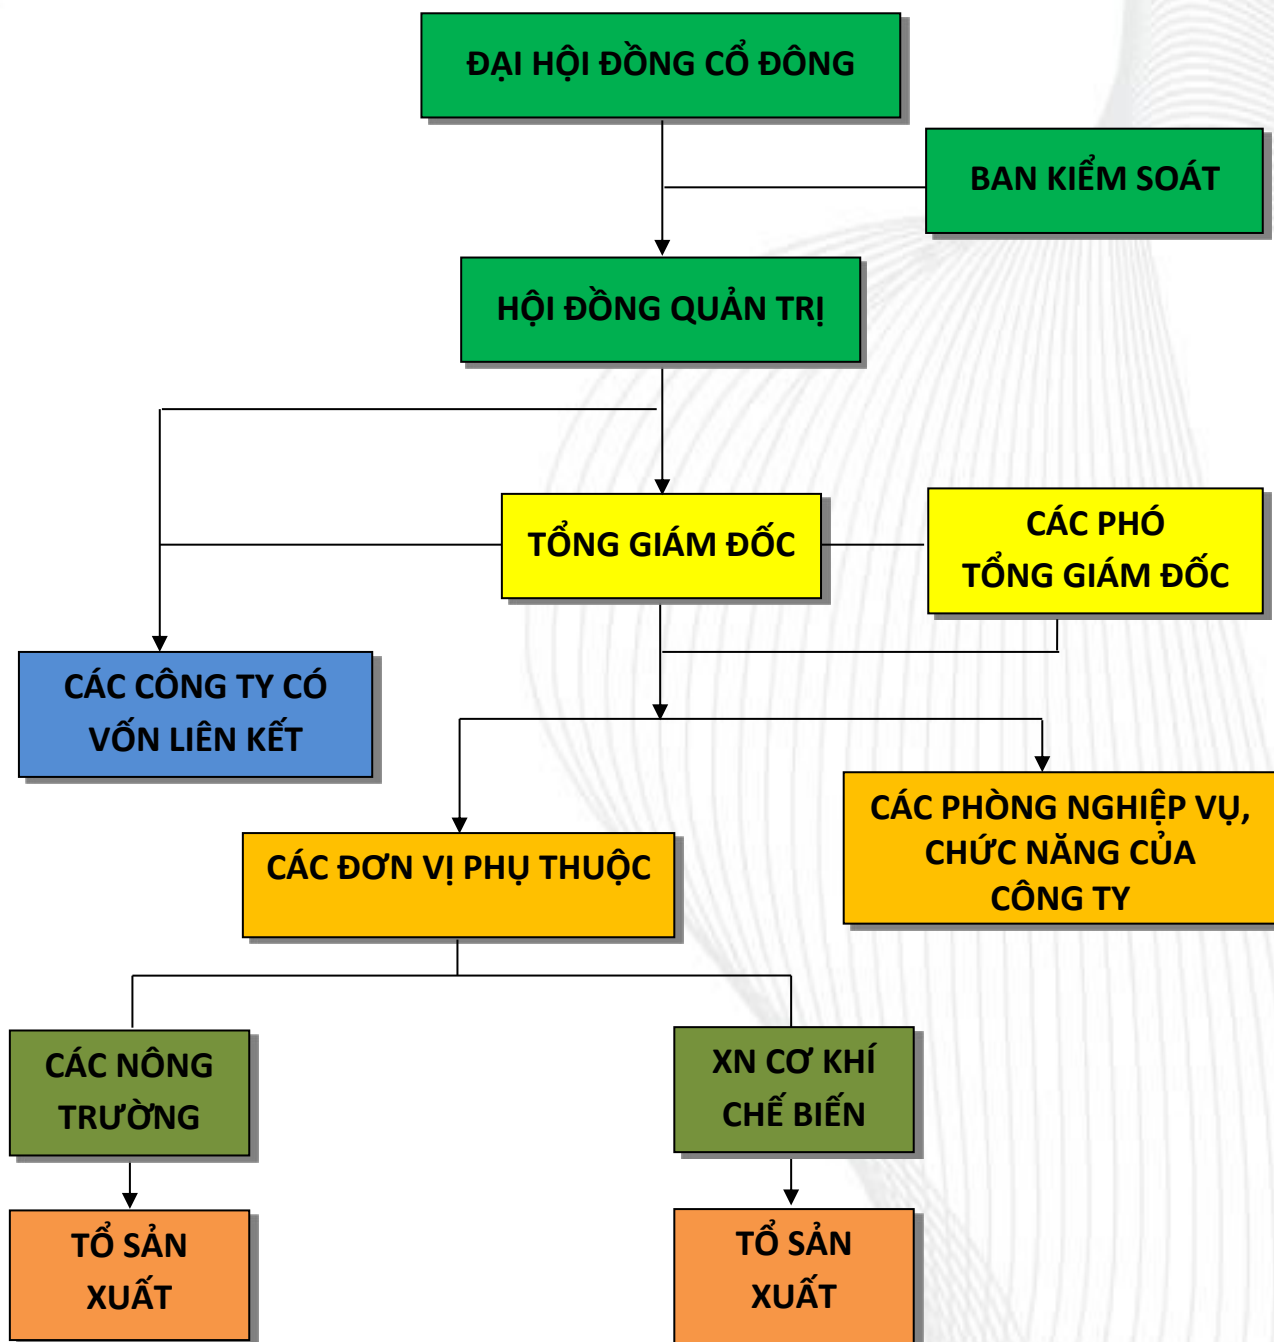 ĐẠI HỘI ĐỒNG CỔ ĐÔNG
BAN KIỂM SOÁT
HỘI ĐỒNG QUẢN TRỊ
TỔNG GIÁM ĐỐC
CÁC PHÓ
TỔNG GIÁM ĐỐC
CÁC CÔNG TY CÓ
VỐN LIÊN KẾT
CÁC PHÒNG NGHIỆP VỤ,
CHỨC NĂNG CỦA
CÔNG TY
CÁC ĐƠN VỊ PHỤ THUỘC
CÁC NÔNG
TRƯỜNG
XN CƠ KHÍ
CHẾ BIẾN
TỔ SẢN
XUẤT
TỔ SẢN
XUẤT